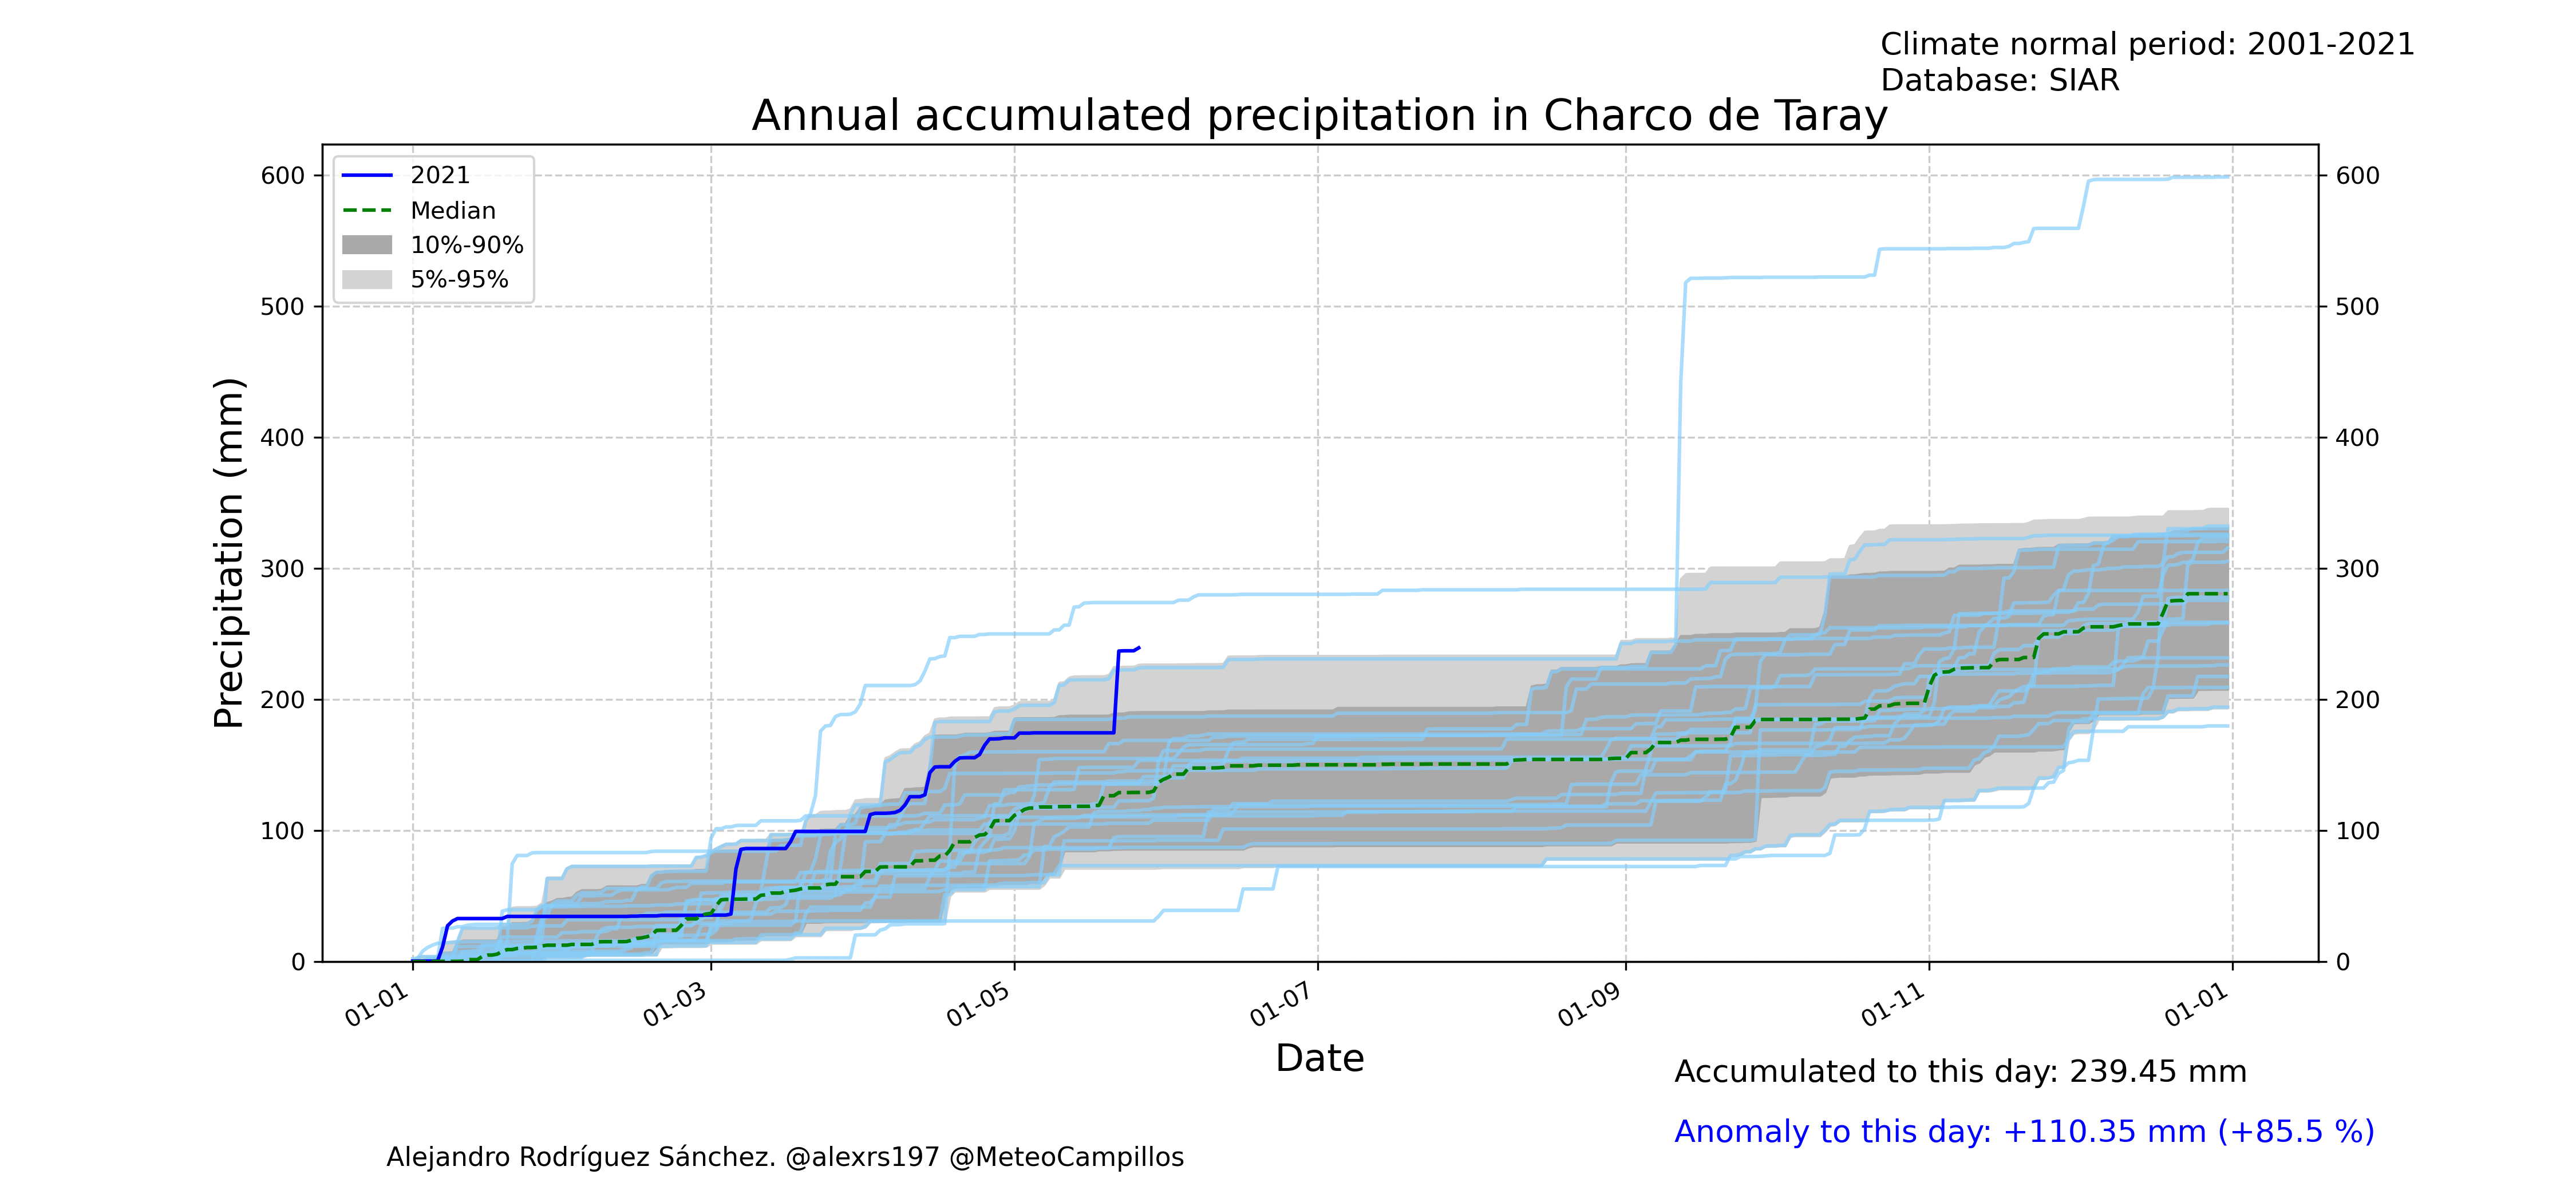 Climate normal period: 2001-2021
Database: SIAR
Annual accumulated precipitation in Charco de Taray
2021
Median
10%-90%
5%-95%
Precipitation (mm)
600
500
400
300
200
100
0
600
500
400
300
200
100
0
01-01
01-03
01-05
01-07
01-09
01-11
01-01
Date
Accumulated to this day: 239.45 mm
Anomaly to this day: +110.35 mm (+85.5 %)
Alejandro Rodríguez Sánchez. @alexrs197 @MeteoCampillos